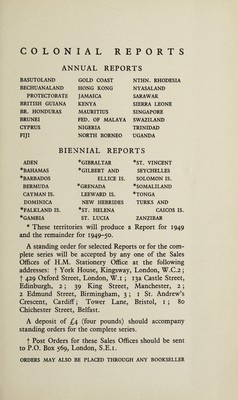 COLONIAL REPORTS
ANNUAL REPORTS
BASUTOLAND GOLD COAST NTHN. RHODESIA
BECHUANALAND HONG KONG NYASALAND
PROTECTORATE JAMAICA SARAWAK
BRITISH GUIANA KENYA SIERRA LEONE
BR. HONDURAS MAURITIUS SINGAPORE
BRUNEI FED. OF MALAYA SWAZILAND
CYPRUS NIGERIA TRINIDAD
FIJI NORTH BORNEO UGANDA
BIENNIAL REPORTS
ADEN *GIBRALTAR *ST. VINCENT
*BAHAMAS *GILBERT AND SEYCHELLES
*BARBADOS ELLICE IS. SOLOMON IS.
BERMUDA *GRENADA *SOMALILAND
CAYMAN IS. LEEWARD IS. *TONGA
DOMINICA NEW HEBRIDES TURKS AND
*FALKLAND IS. *ST. HELENA CAICOS IS.
*GAMBIA ST. LUCIA ZANZIBAR
* These territories will produce a Report for 1949
and the remainder for 1949–50.
A standing order for selected Reports or for the com-
plete series will be accepted by any one of the Sales
Offices of H.M. Stationery Office at the following
addresses: † York House, Kingsway, London, W.C.2;
† 429 Oxford Street, London, W.1; 13a Castle Street,
Edinburgh, 2; 39 King Street, Manchester, 2;
2 Edmund Street, Birmingham, 3; 1 St. Andrew's
Crescent, Cardiff; Tower Lane, Bristol, 1; 80
Chichester Street, Belfast.
A deposit of £4 (four pounds) should accompany
standing orders for the complete series.
† Post Orders for these Sales Offices should be sent
to P.O. Box 569, London, S.E.1.
ORDERS MAY ALSO BE PLACED THROUGH ANY BOOKSELLER